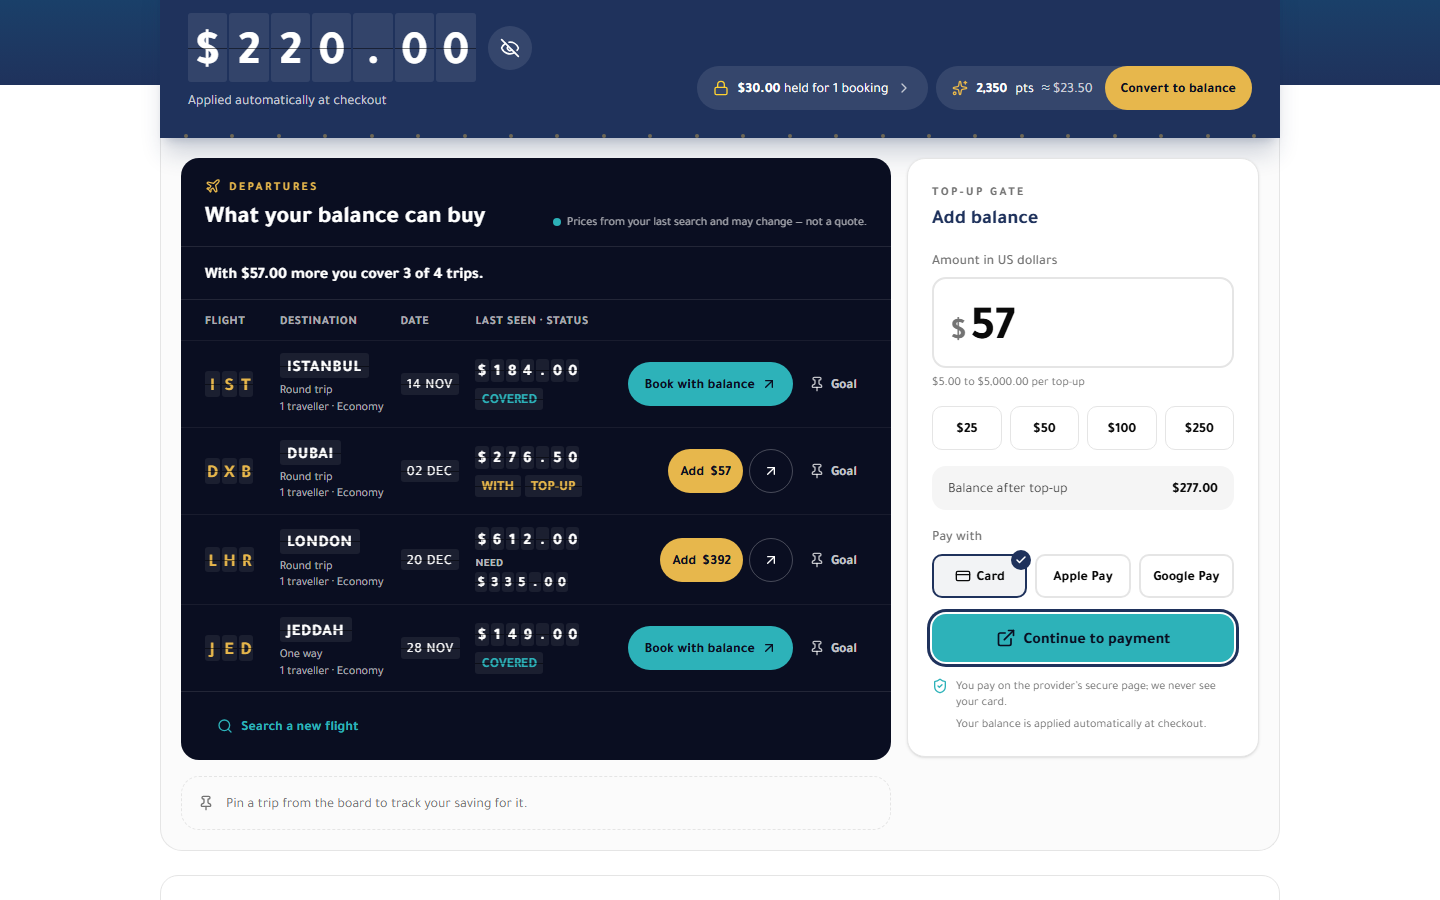 $220.00
Applied automatically at checkout
$30.00 held for 1 booking
2,350 pts ≈ $23.50
Convert to balance
DEPARTURES
What your balance can buy
Prices from your last search and may change – not a quote.
With $57.00 more you cover 3 of 4 trips.
FLIGHT DESTINATION DATE LAST SEEN · STATUS
IST
ISTANBUL
Round trip
1 traveller · Economy
14 NOV
$184.00
COVERED
Book with balance
Goal
DXB
DUBAI
Round trip
1 traveller · Economy
02 DEC
$276.50
WITH TOP-UP
Add $57
Goal
LHR
LONDON
Round trip
1 traveller · Economy
20 DEC
$612.00
NEED
$335.00
Add $392
Goal
JED
JEDDAH
One way
1 traveller · Economy
28 NOV
$149.00
COVERED
Book with balance
Goal
Search a new flight
Pin a trip from the board to track your saving for it.
TOP-UP GATE
Add balance
Amount in US dollars
$57
$5.00 to $5,000.00 per top-up
$25 $50 $100 $250
Balance after top-up $277.00
Pay with
Card Apple Pay Google Pay
Continue to payment
You pay on the provider's secure page; we never see
your card.
Your balance is applied automatically at checkout.